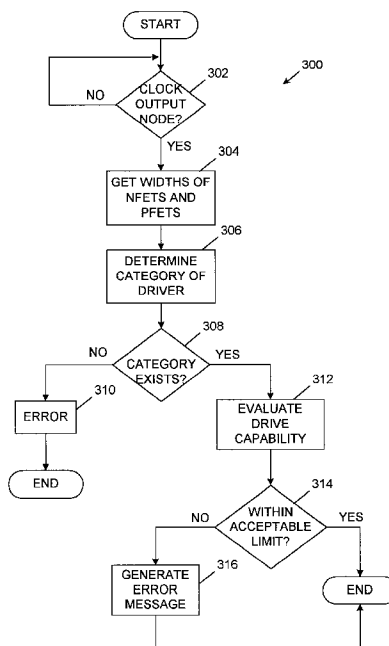 START
302
300
CLOCK
OUTPUT
NODE?
NO
YES
304
GET WIDTHS OF
NFETS AND
PFETS
306
DETERMINE
CATEGORY OF
DRIVER
308
NO
YES
CATEGORY
EXISTS?
310
312
ERROR
EVALUATE
DRIVE
CAPABILITY
END
314
NO
YES
WITHIN
ACCEPTABLE
LIMIT?
316
GENERATE
ERROR
MESSAGE
END